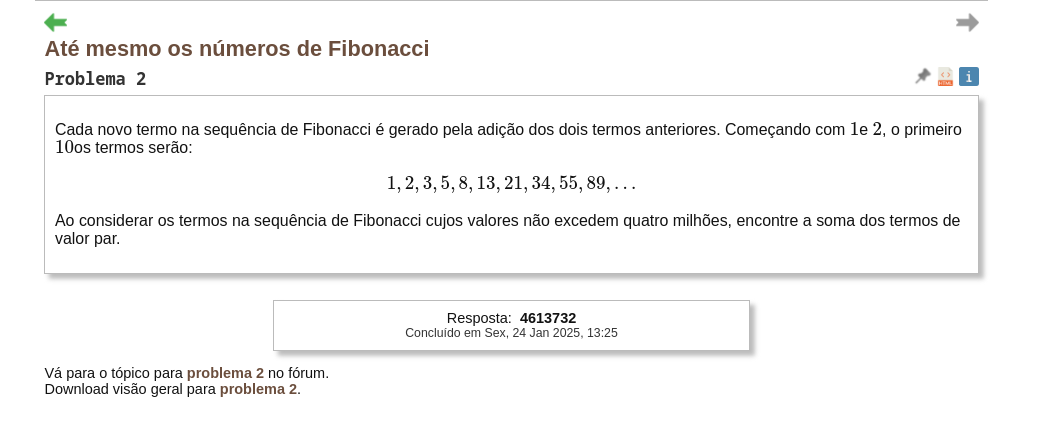 Até mesmo os números de Fibonacci
Problema 2
Cada novo termo na sequência de Fibonacci é gerado pela adição dos dois termos anteriores. Começando com 1e 2, o primeiro
10os termos serão:
1, 2, 3, 5, 8, 13, 21, 34, 55, 89, . . .
Ao considerar os termos na sequência de Fibonacci cujos valores não excedem quatro milhões, encontre a soma dos termos de
valor par.
Resposta: 4613732
Concluído em Sex, 24 Jan 2025, 13:25
Vá para o tópico para problema 2 no fórum.
Download visão geral para problema 2.